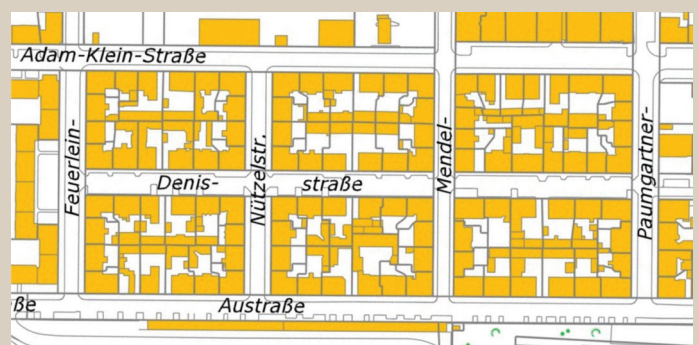 Adam-Klein-Straße
Feuerlein-
Nützelstr.
Mendel-
Paumgartner-
Denis-
straße
ße
Austraße